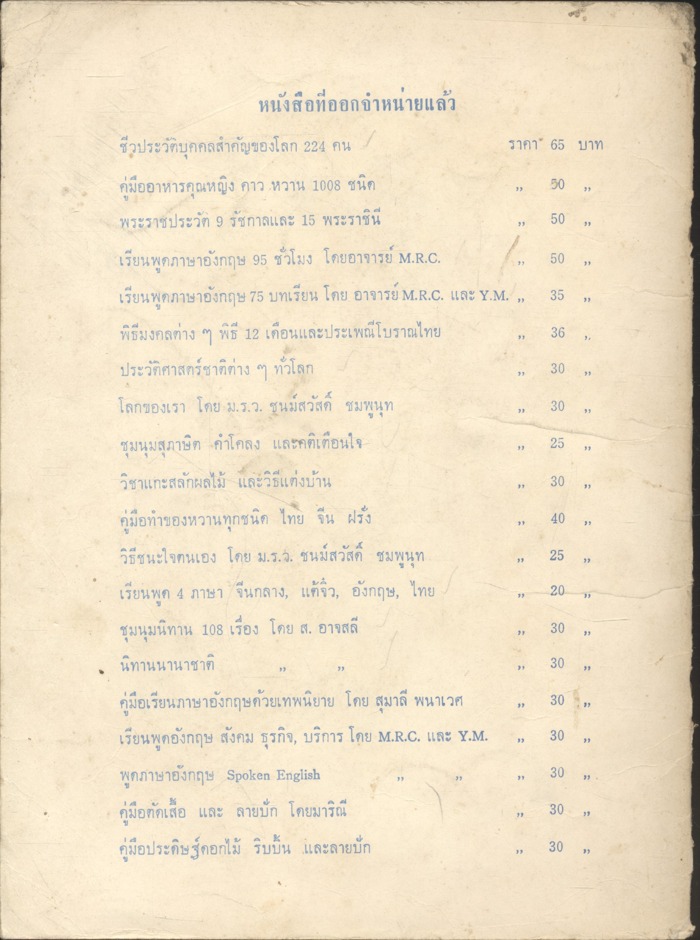 หนังสือที่ออกจำหน่ายแล้ว
ชีวประวัติบุคคลสำคัญของโลก 224 คน ราคา 65 บาท
คู่มืออาหารคุณหญิง คาว หวาน 1008 ชนิด ,, 50 ,,
พระราชประวัติ 9 รัชกาลและ 15 พระราชินี ,, 50 ,,
เรียนพูดภาษาอังกฤษ 95 ชั่วโมง โดยอาจารย์ M.R.C. ,, 50 ,,
เรียนพูดภาษาอังกฤษ 75 บทเรียน โดย อาจารย์ M.R.C. และ Y.M. ,, 35 ,,
พิธีมงคลต่าง ๆ พิธี 12 เดือนและประเพณีโบราณไทย ,, 36 ,
ประวัติศาสตร์ชาติต่าง ๆ ทั่วโลก ,, 30 ,,
โลกของเรา โดย ม.ร.ว. ชนม์สวัสดิ์ ชมพูนุท ,, 30 ,,
ชุมนุมสุภาษิต คำโคลง และคติเตือนใจ ,, 25 ,,
วิชาแกะสลักผลไม้ และวิธีแต่งบ้าน ,, 30 ,,
คู่มือทำของหวานทุกชนิด ไทย จีน ฝรั่ง ,, 40 ,,
วิธีชนะใจตนเอง โดย ม.ร.ว. ชนม์สวัสดิ์ ชมพูนุท ,, 25 ,,
เรียนพูด 4 ภาษา จีนกลาง, แต้จิ๋ว, อังกฤษ, ไทย ,, 20 ,,
ชุมนุมนิทาน 108 เรื่อง โดย ส. อาจสลี ,, 30 ,,
นิทานนานาชาติ ,, ,, ,, 30 ,,
คู่มือเรียนภาษาอังกฤษด้วยเทพนิยาย โดย สุมาลี พนาเวศ ,, 30 ,,
เรียนพูดอังกฤษ สังคม ธุรกิจ, บริการ โดย M.R.C. และ Y.M. ,, 30 ,,
พูดภาษาอังกฤษ Spoken English ,, ,, ,, 30 ,,
คู่มือตัดเสื้อ และ ลายปัก โดยมาริณี ,, 30 ,,
คู่มือประดิษฐ์ดอกไม้ ริบบิ้น และลายปัก ,, 30 ,,